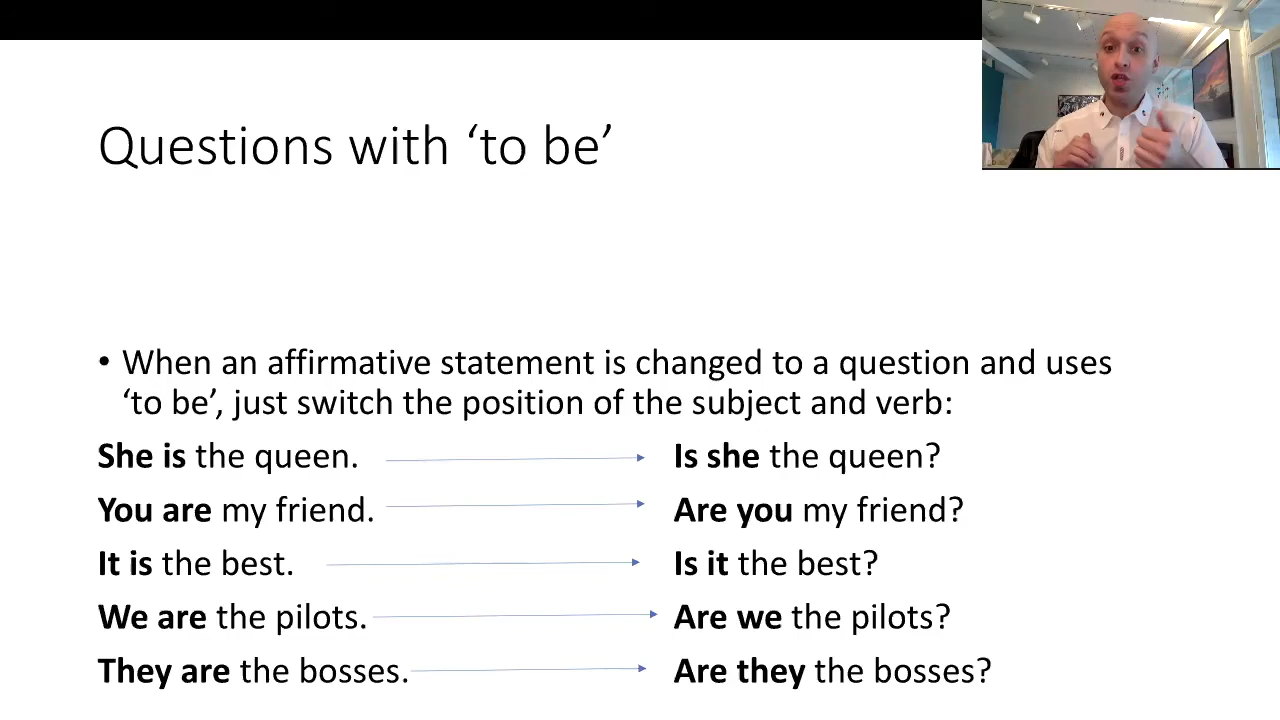 Questions with ‘to be’
• When an affirmative statement is changed to a question and uses
‘to be’, just switch the position of the subject and verb:
She is the queen. Is she the queen?
You are my friend. Are you my friend?
It is the best. Is it the best?
We are the pilots. Are we the pilots?
They are the bosses. Are they the bosses?